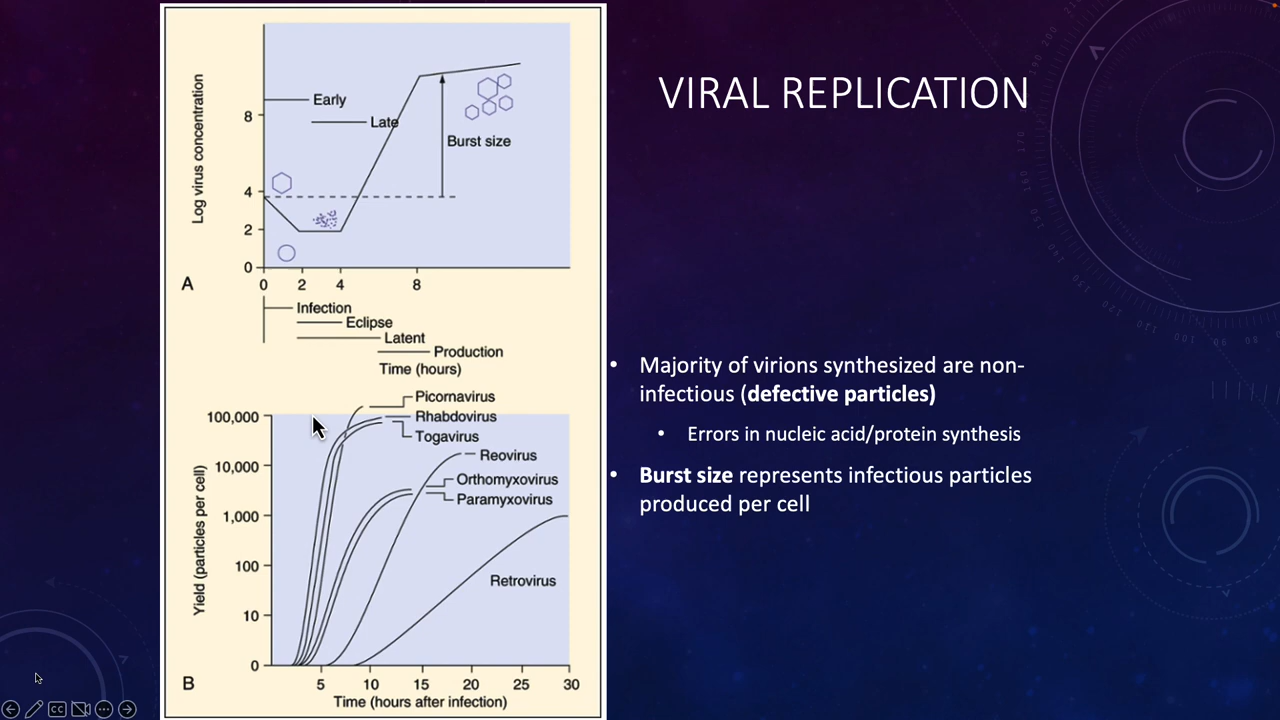 VIRAL REPLICATION
Log virus concentration
8
4
2
0
Early
Late
Burst size
0 2 4 8
A
Infection
Eclipse
Latent
Production
Time (hours)
Yield (particles per cell)
100,000
10,000
1,000
100
10
0
Picornavirus
Rhabdovirus
Togavirus
Reovirus
Orthomyxovirus
Paramyxovirus
Retrovirus
5 10 15 20 25 30
B
Time (hours after infection)
• Majority of virions synthesized are non-
infectious (defective particles)
• Errors in nucleic acid/protein synthesis
• Burst size represents infectious particles
produced per cell
CC